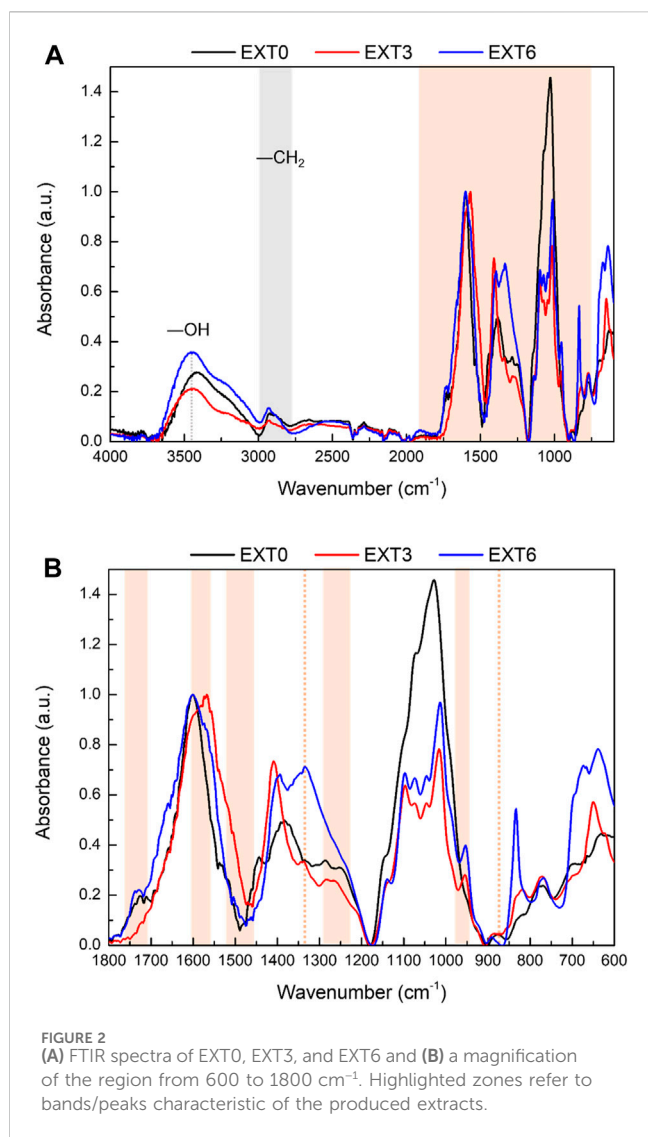 A
EXT0 EXT3 EXT6
1.4
1.2
1.0
0.8
0.6
0.4
0.2
0.0
Absorbance (a.u.)
—CH₂
—OH
4000 3500 3000 2500 2000 1500 1000
Wavenumber (cm⁻¹)
B
EXT0 EXT3 EXT6
1.4
1.2
1.0
0.8
0.6
0.4
0.2
0.0
Absorbance (a.u.)
1800 1700 1600 1500 1400 1300 1200 1100 1000 900 800 700 600
Wavenumber (cm⁻¹)
FIGURE 2
(A) FTIR spectra of EXT0, EXT3, and EXT6 and (B) a magnification
of the region from 600 to 1800 cm⁻¹. Highlighted zones refer to
bands/peaks characteristic of the produced extracts.